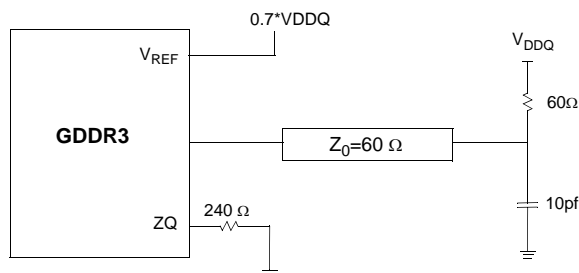 0.7*VDDQ
VREF
VDDQ
60Ω
GDDR3
Z0=60 Ω
10pf
ZQ
240 Ω